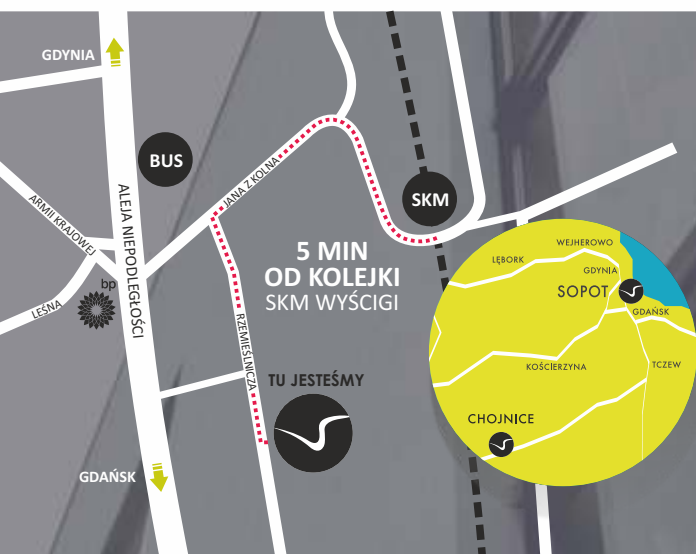 GDYNIA
BUS
JANA Z KOLNA
SKM
ARMII KRAJOWEJ
ALEJA NIEPODLEGŁOŚCI
LEŚNA
bp
5 MIN
OD KOLEJKI
SKM WYŚCIGI
RZEMIEŚLNICZA
TU JESTEŚMY
GDAŃSK
WEJHEROWO
LĘBORK
GDYNIA
SOPOT
GDAŃSK
KOŚCIERZYNA
TCZEW
CHOJNICE